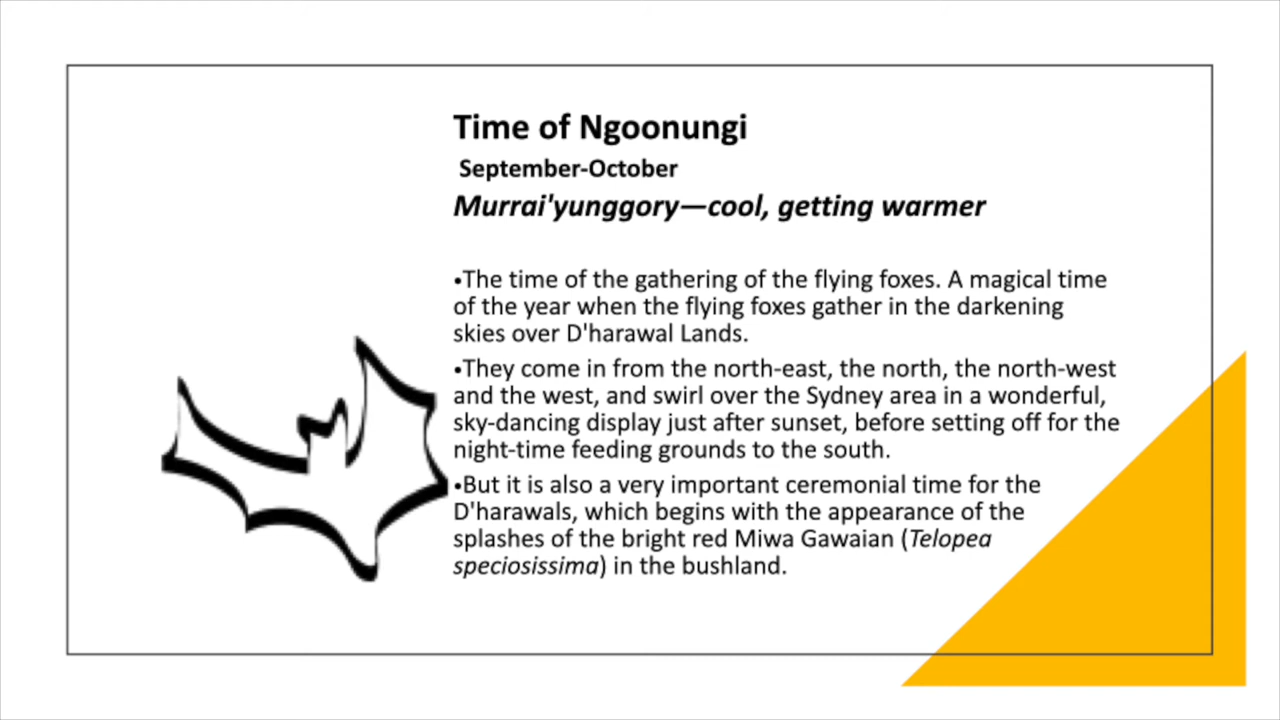 Time of Ngoonungi
September-October
Murrai'yunggory—cool, getting warmer
•The time of the gathering of the flying foxes. A magical time
of the year when the flying foxes gather in the darkening
skies over D'harawal Lands.
•They come in from the north-east, the north, the north-west
and the west, and swirl over the Sydney area in a wonderful,
sky-dancing display just after sunset, before setting off for the
night-time feeding grounds to the south.
•But it is also a very important ceremonial time for the
D'harawals, which begins with the appearance of the
splashes of the bright red Miwa Gawaian (Telopea
speciosissima) in the bushland.